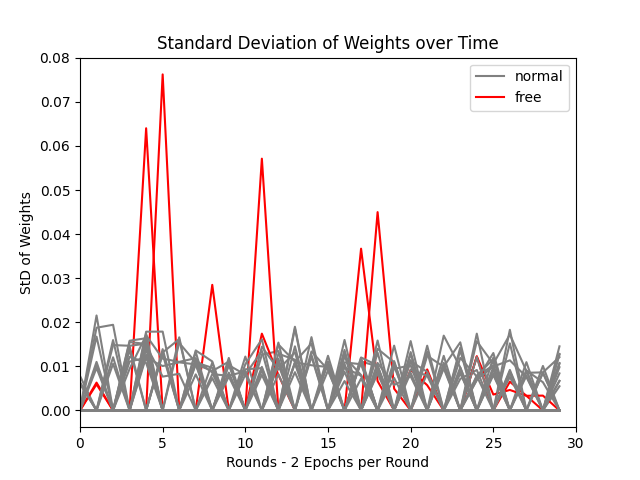 Standard Deviation of Weights over Time
normal
free
StD of Weights
0.08
0.07
0.06
0.05
0.04
0.03
0.02
0.01
0.00
0 5 10 15 20 25 30
Rounds - 2 Epochs per Round